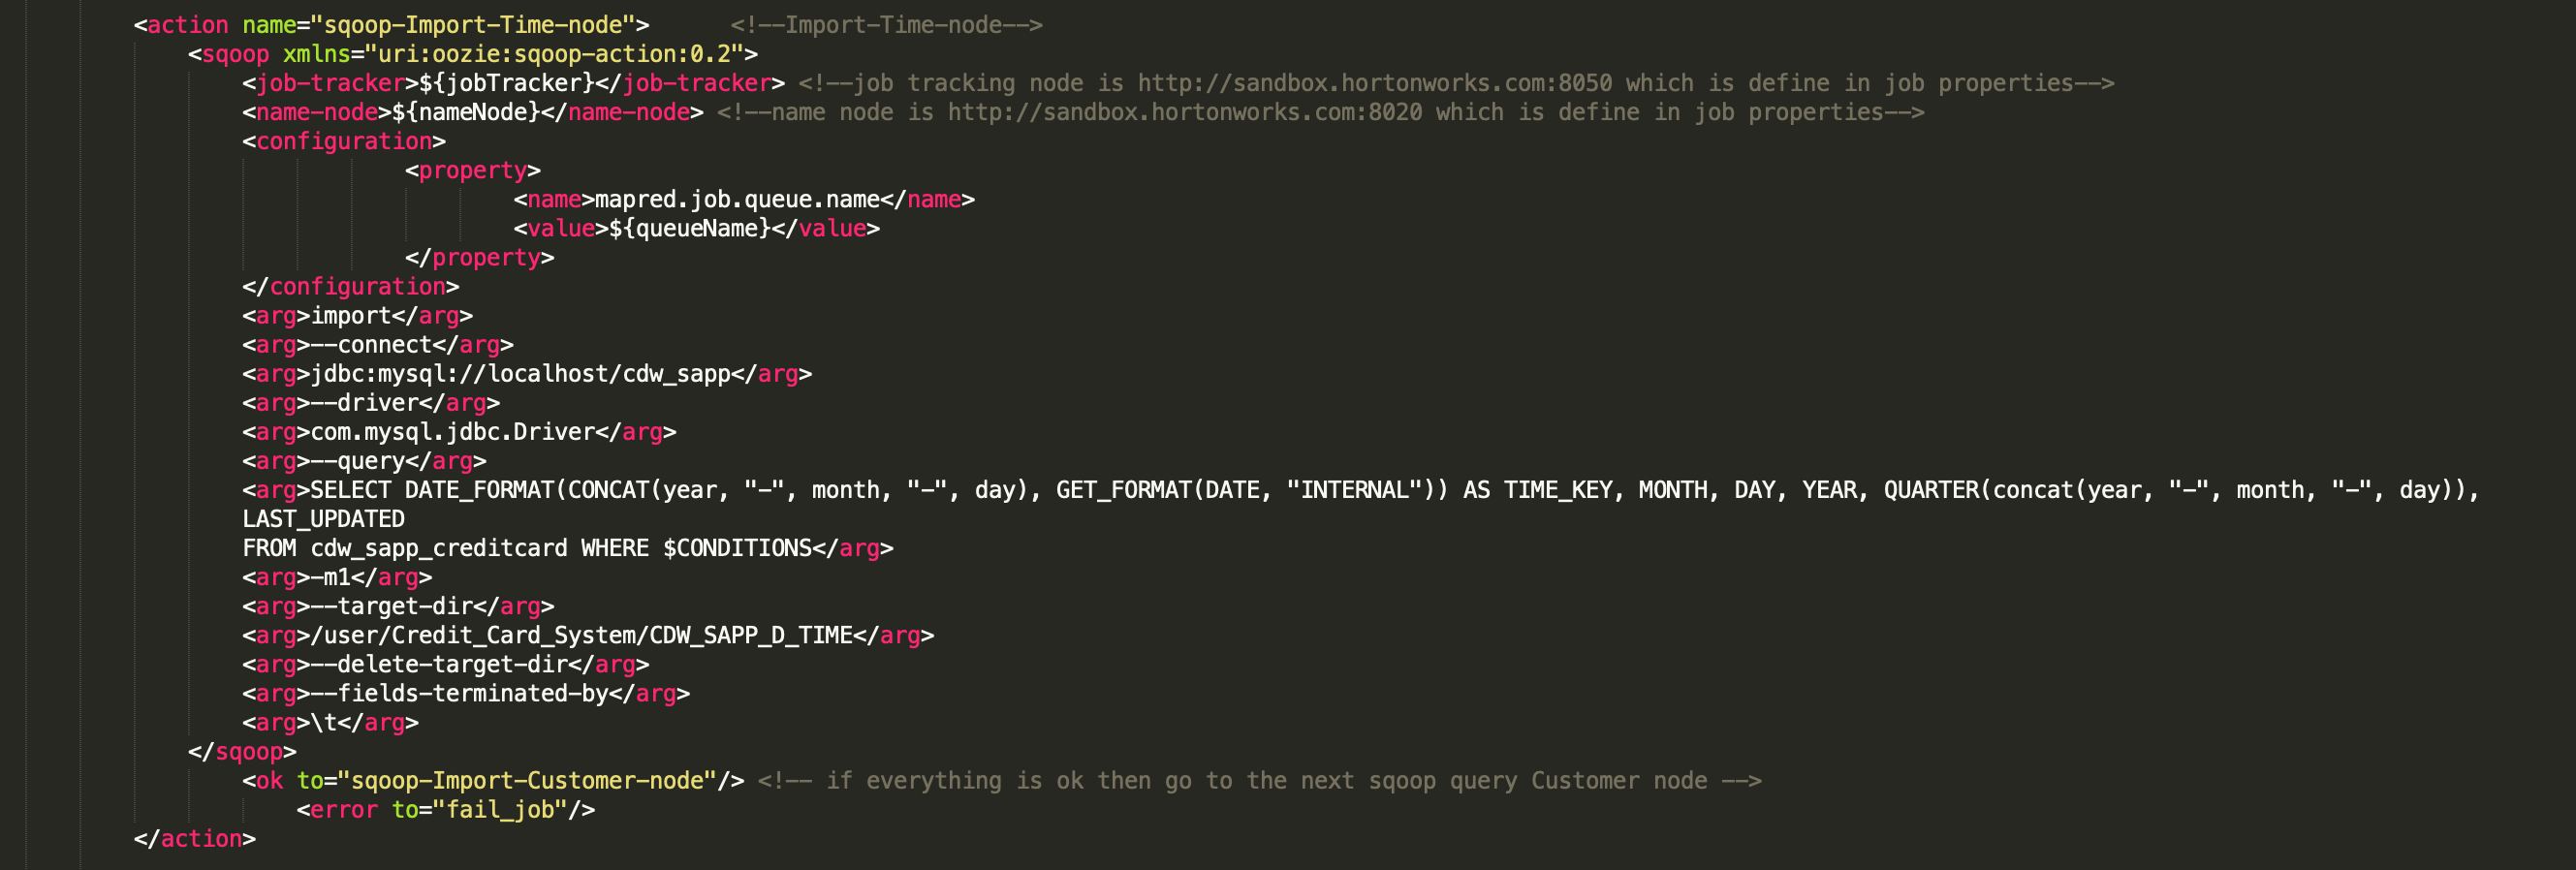 <action name="sqoop-Import-Time-node">      <!--Import-Time-node-->
<sqoop xmlns="uri:oozie:sqoop-action:0.2">
<job-tracker>${jobTracker}</job-tracker> <!--job tracking node is http://sandbox.hortonworks.com:8050 which is define in job properties-->
<name-node>${nameNode}</name-node> <!--name node is http://sandbox.hortonworks.com:8020 which is define in job properties-->
<configuration>
<property>
<name>mapred.job.queue.name</name>
<value>${queueName}</value>
</property>
</configuration>
<arg>import</arg>
<arg>--connect</arg>
<arg>jdbc:mysql://localhost/cdw_sapp</arg>
<arg>--driver</arg>
<arg>com.mysql.jdbc.Driver</arg>
<arg>--query</arg>
<arg>SELECT DATE_FORMAT(CONCAT(year, "-", month, "-", day), GET_FORMAT(DATE, "INTERNAL")) AS TIME_KEY, MONTH, DAY, YEAR, QUARTER(concat(year, "-", month, "-", day)),
LAST_UPDATED
FROM cdw_sapp_creditcard WHERE $CONDITIONS</arg>
<arg>-m1</arg>
<arg>--target-dir</arg>
<arg>/user/Credit_Card_System/CDW_SAPP_D_TIME</arg>
<arg>--delete-target-dir</arg>
<arg>--fields-terminated-by</arg>
<arg>\t</arg>
</sqoop>
<ok to="sqoop-Import-Customer-node"/> <!-- if everything is ok then go to the next sqoop query Customer node -->
<error to="fail_job"/>
</action>